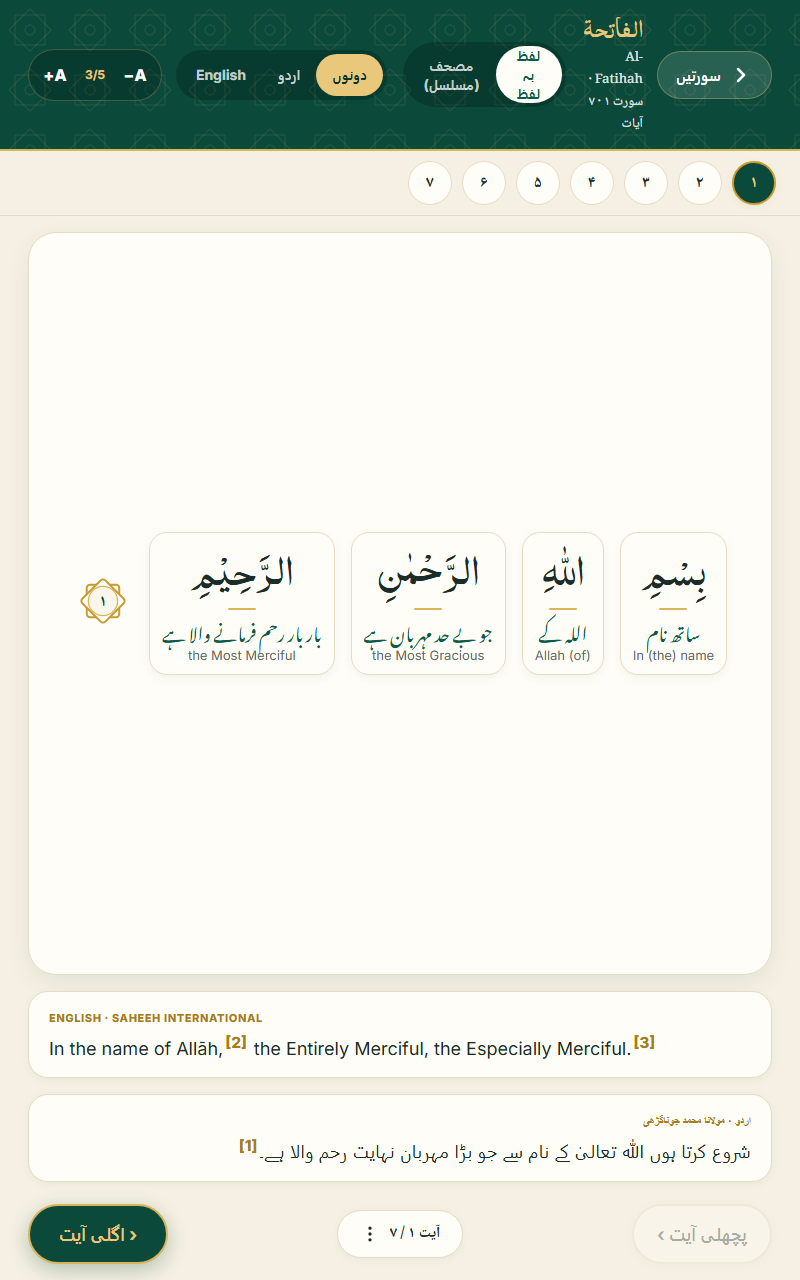 سورتیں
الفاتحة
Al-
Fatihah ·
سورت ۱ · ۷
آیات
لفظ
بہ
لفظ
مصحف
(مسلسل)
دونوں
اردو
English
A−
3/5
A+
۱
۲
۳
۴
۵
۶
۷
بِسْمِ
ساتھ نام
In (the) name
اللّٰهِ
اللہ کے
Allah (of)
الرَّحْمٰنِ
جو بے حد مہربان ہے
the Most Gracious
الرَّحِیْمِ
بار بار رحم فرمانے والا ہے
the Most Merciful
۱
ENGLISH · SAHEEH INTERNATIONAL
In the name of Allāh,[2] the Entirely Merciful, the Especially Merciful.[3]
اردو · مولانا محمد جوناگڑھی
شروع کرتا ہوں اللہ تعالیٰ کے نام سے جو بڑا مہربان نہایت رحم والا ہے۔[1]
پچھلی آیت ›
آیت ۱ / ۷
‹ اگلی آیت